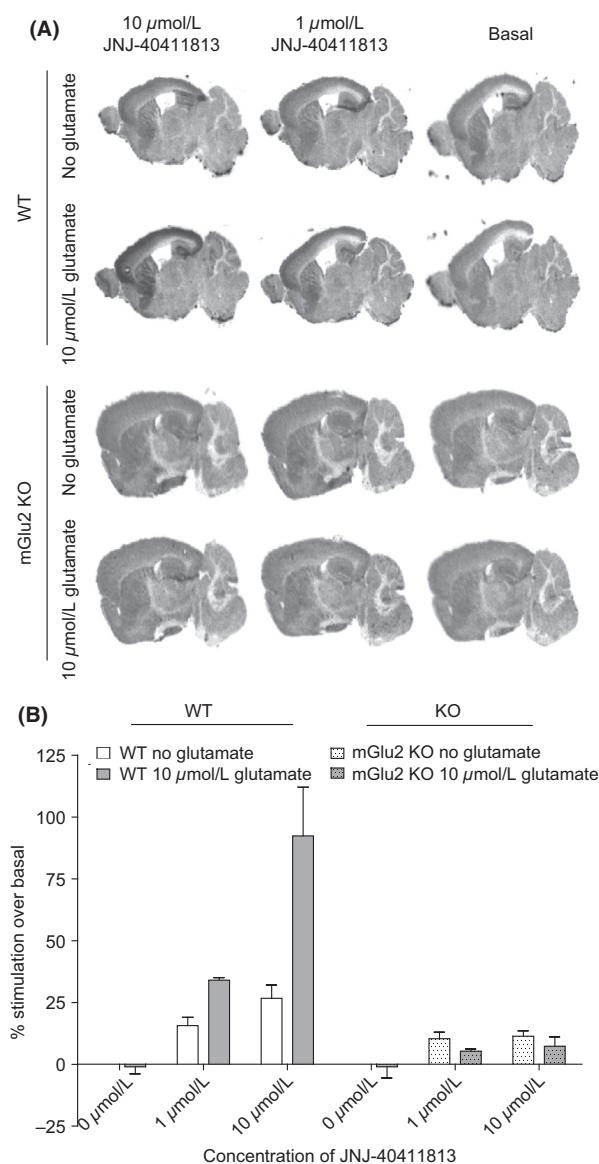 (A)
10 µmol/L
JNJ-40411813
1 µmol/L
JNJ-40411813
Basal
WT
No glutamate
10 µmol/L glutamate
mGlu2 KO
No glutamate
10 µmol/L glutamate
(B)
WT
KO
WT no glutamate
WT 10 µmol/L glutamate
mGlu2 KO no glutamate
mGlu2 KO 10 µmol/L glutamate
% stimulation over basal
125
100
75
50
25
0
–25
0 µmol/L
1 µmol/L
10 µmol/L
0 µmol/L
1 µmol/L
10 µmol/L
Concentration of JNJ-40411813